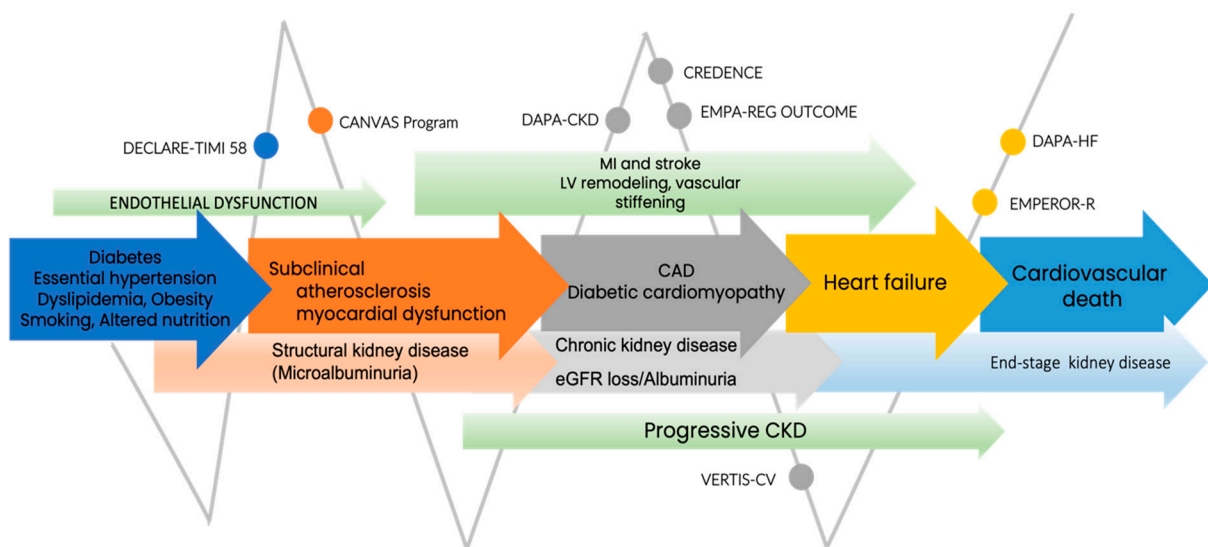 CREDENCE
DAPA-CKD
EMPA-REG OUTCOME
CANVAS Program
DECLARE-TIMI 58
DAPA-HF
EMPEROR-R
MI and stroke
LV remodeling, vascular
stiffening
ENDOTHELIAL DYSFUNCTION
Diabetes
Essential hypertension
Dyslipidemia, Obesity
Smoking, Altered nutrition
Subclinical
atherosclerosis
myocardial dysfunction
CAD
Diabetic cardiomyopathy
Heart failure
Cardiovascular
death
Structural kidney disease
(Microalbuminuria)
Chronic kidney disease
eGFR loss/Albuminuria
End-stage kidney disease
Progressive CKD
VERTIS-CV